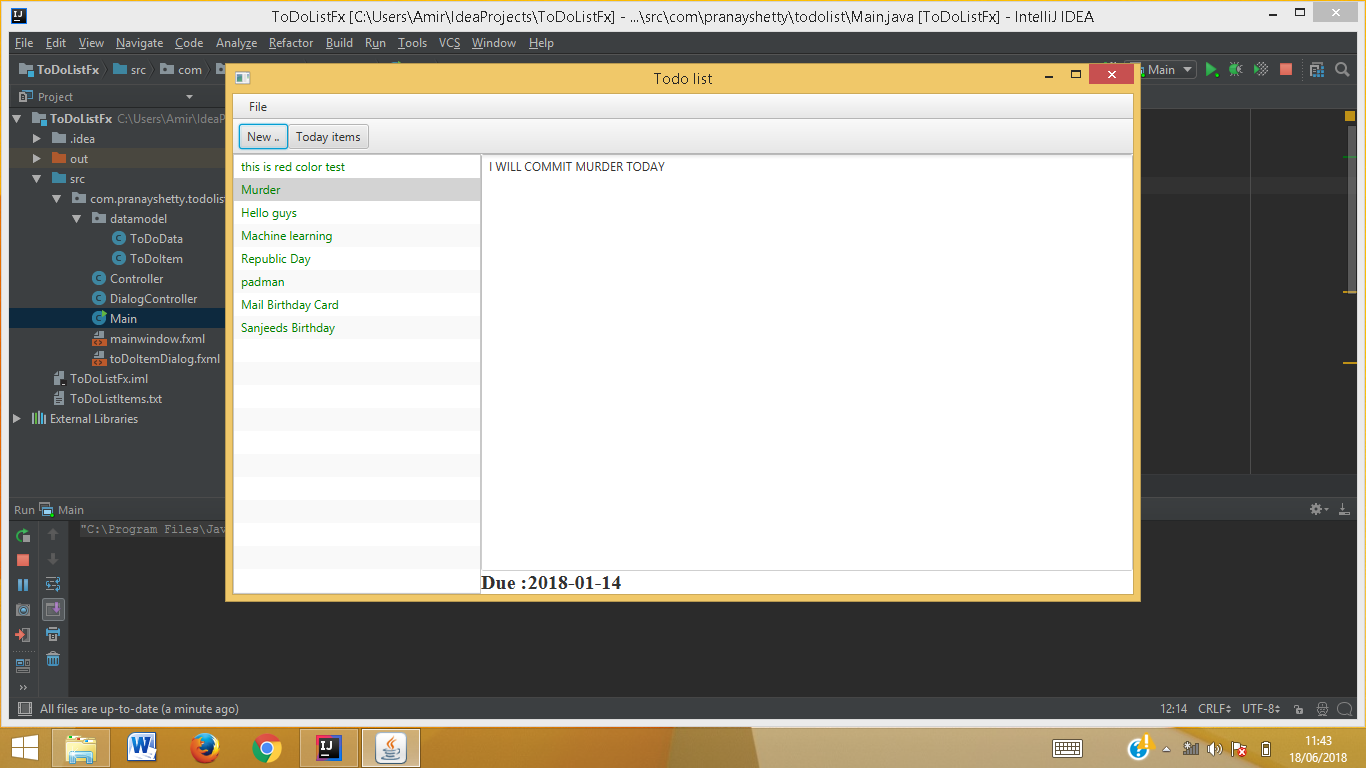 ToDoListFx [C:\Users\Amir\IdeaProjects\ToDoListFx] - ...\src\com\pranayshetty\todolist\Main.java [ToDoListFx] - IntelliJ IDEA
File Edit View Navigate Code Analyze Refactor Build Run Tools VCS Window Help
ToDoListFx src com Main
Todo list
File
New .. Today items
this is red color test
Murder
Hello guys
Machine learning
Republic Day
padman
Mail Birthday Card
Sanjeeds Birthday
I WILL COMMIT MURDER TODAY
Due :2018-01-14
Project
ToDoListFx C:\Users\Amir\IdeaP
.idea
out
src
com.pranayshetty.todolist
datamodel
ToDoData
ToDoItem
Controller
DialogController
Main
mainwindow.fxml
toDoItemDialog.fxml
ToDoListFx.iml
ToDoListItems.txt
External Libraries
Run Main
"C:\Program Files\Jav
All files are up-to-date (a minute ago)
12:14 CRLF UTF-8
11:43
18/06/2018